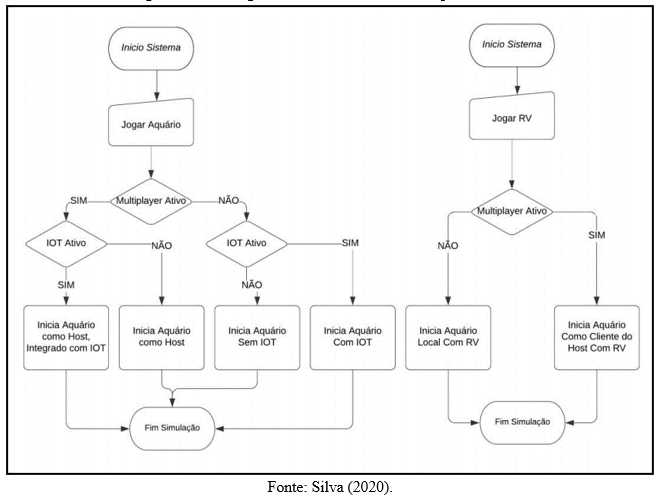 Inicio Sistema
Jogar Aquário
Multiplayer Ativo
SIM
NÃO
IOT Ativo
IOT Ativo
NÃO
SIM
SIM
NÃO
Inicia Aquário
como Host,
Integrado com IOT
Inicia Aquário
como Host
Inicia Aquário
Sem IOT
Inicia Aquário
Com IOT
Fim Simulação
Inicio Sistema
Jogar RV
Multiplayer Ativo
NÃO
SIM
Inicia Aquário
Local Com RV
Inicia Aquário
Como Cliente do
Host Com RV
Fim Simulação
Fonte: Silva (2020).